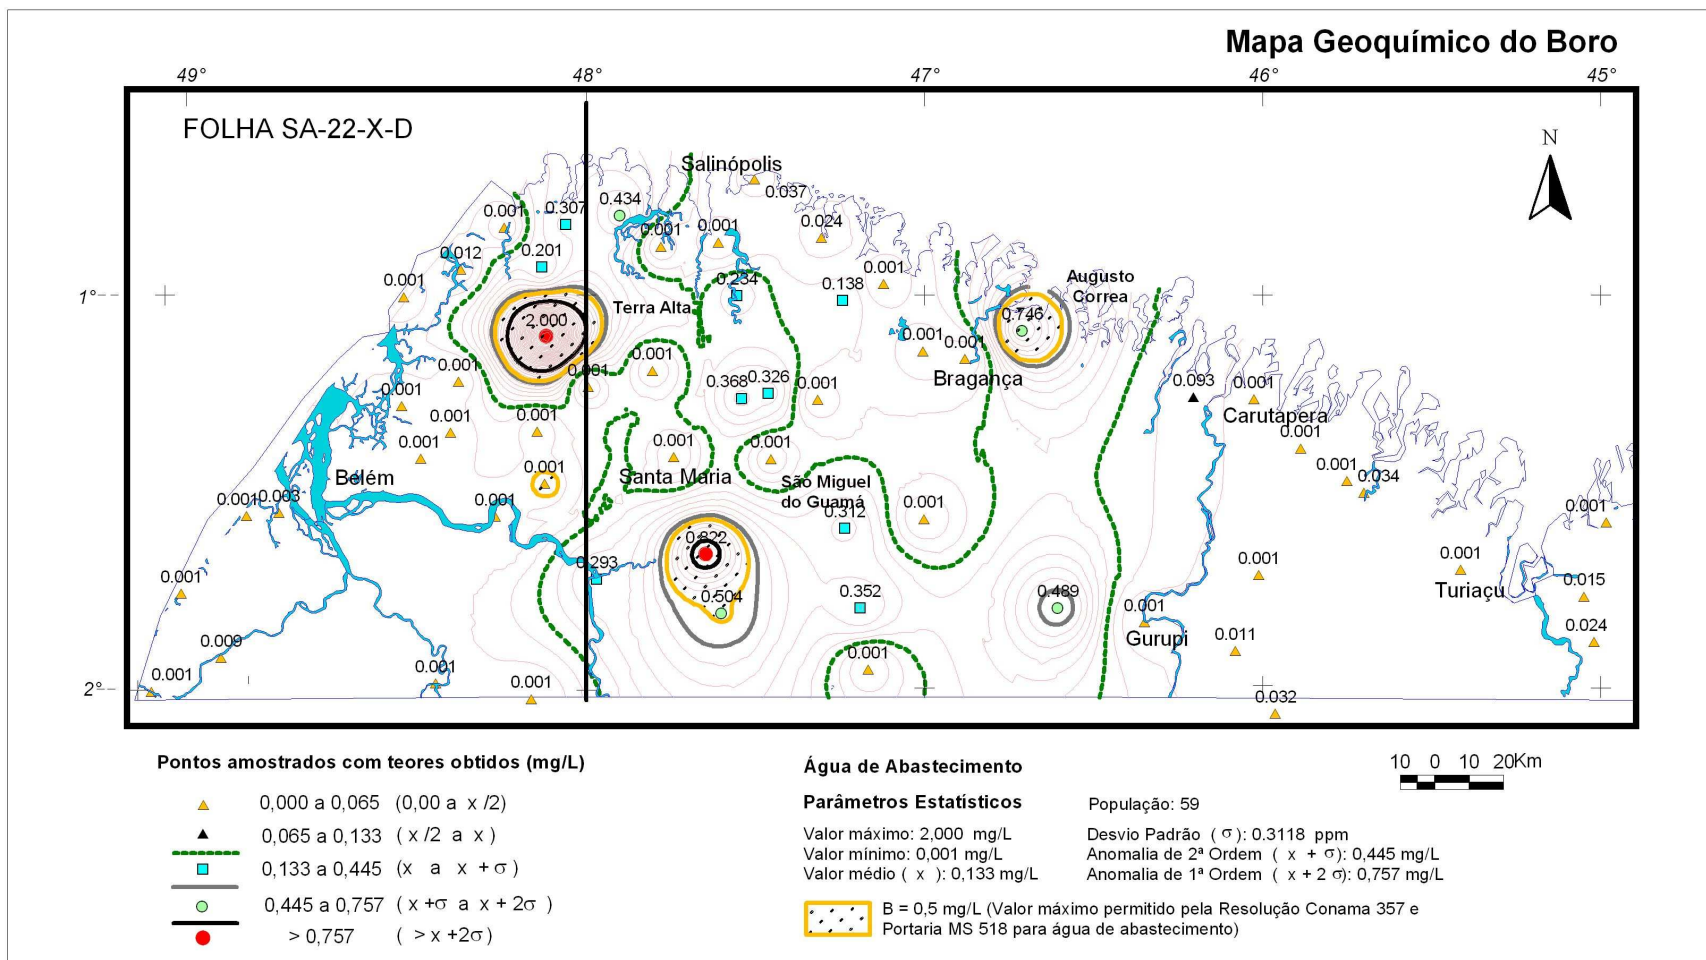 Mapa Geoquímico do Boro
49° 48° 47° 46° 45°
FOLHA SA-22-X-D
N
Salinópolis
0.037
0.434
0.001 0.307
0.024
0.001 0.001
0.012 0.201
0.001 0.234 0.138 0.001
Augusto
Correa
1°
Terra Alta
2.000 0.746
0.001 0.001
0.001 0.001 0.001
Bragança
0.001 0.368 0.326 0.001 0.093 0.001
Carutapera
0.001 0.001
0.001 0.001 0.001 0.001
0.001 0.001 0.034
Bélém Santa Maria
São Miguel
do Guamá
0.001 0.003 0.001 0.312 0.001 0.001
0.822
0.293 0.001 0.001
0.001 0.504 0.352 0.489 0.001 Turiaçu 0.015
0.009 0.001 Gurupi 0.011 0.024
0.001 0.001 0.001
2° 0.032
Pontos amostrados com teores obtidos (mg/L)
0,000 a 0,065 (0,00 a x /2)
0,065 a 0,133 ( x /2 a x )
0,133 a 0,445 (x a x + σ )
0,445 a 0,757 ( x +σ a x + 2σ )
> 0,757 ( > x +2σ)
Água de Abastecimento
Parâmetros Estatísticos
Valor máximo: 2,000 mg/L
Valor mínimo: 0,001 mg/L
Valor médio ( x ): 0,133 mg/L
População: 59
Desvio Padrão ( σ ): 0.3118 ppm
Anomalia de 2ª Ordem ( x + σ): 0,445 mg/L
Anomalia de 1ª Ordem ( x + 2 σ): 0,757 mg/L
B = 0,5 mg/L (Valor máximo permitido pela Resolução Conama 357 e
Portaria MS 518 para água de abastecimento)
10 0 10 20Km